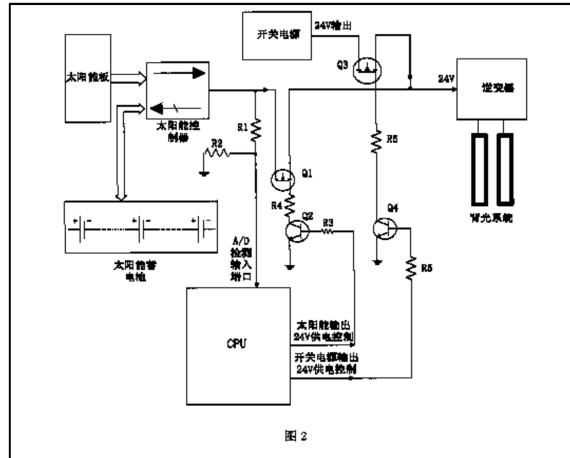 开关电源
24V输出
Q3
太阳能板
24V
逆变器
太阳能控
制器
R1
R2
R6
Q1
R4
Q2
R3
Q4
背光系统
R5
太阳能蓄
电池
A/D
检测
输入
端口
CPU
太阳能输出
24V供电控制
开关电源输出
24V供电控制
图2